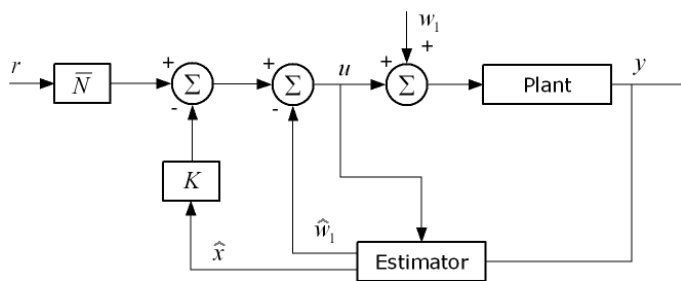 w₁
r
N̅
+
-
Σ
+
-
Σ
u
+
+
Σ
Plant
y
K
x̂
ŵ₁
Estimator